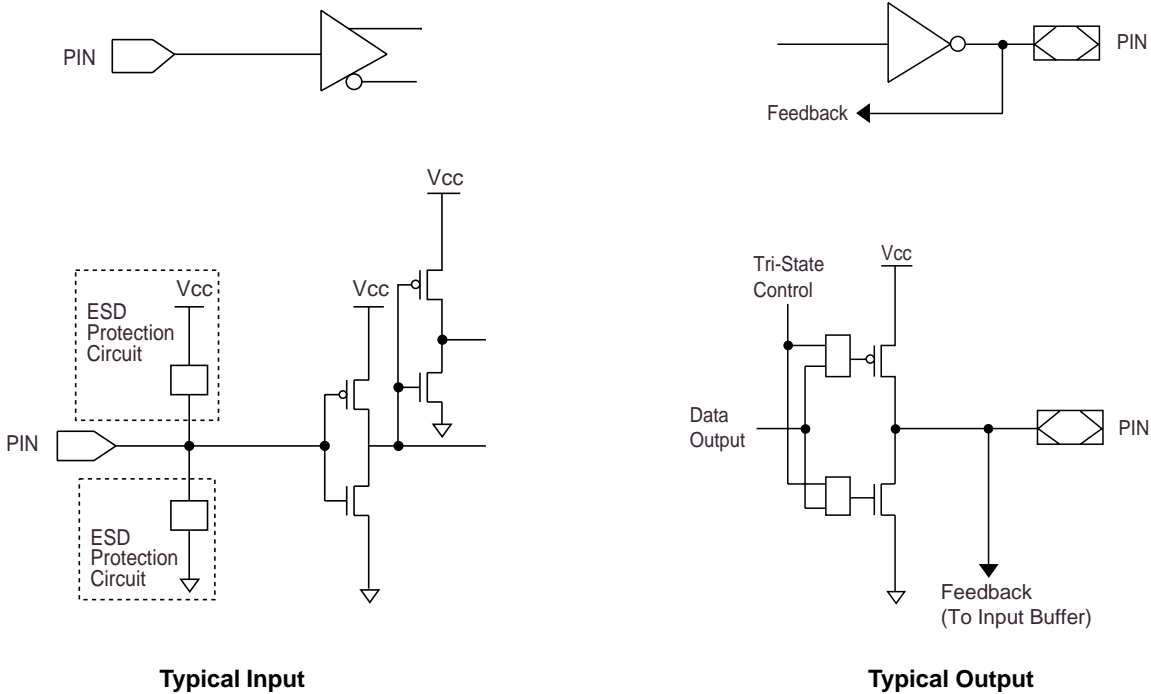 PIN
PIN
Feedback
Vcc
Vcc
ESD
Protection
Circuit
Vcc
PIN
ESD
Protection
Circuit
Tri-State
Control
Vcc
Data
Output
PIN
Feedback
(To Input Buffer)
Typical Input
Typical Output